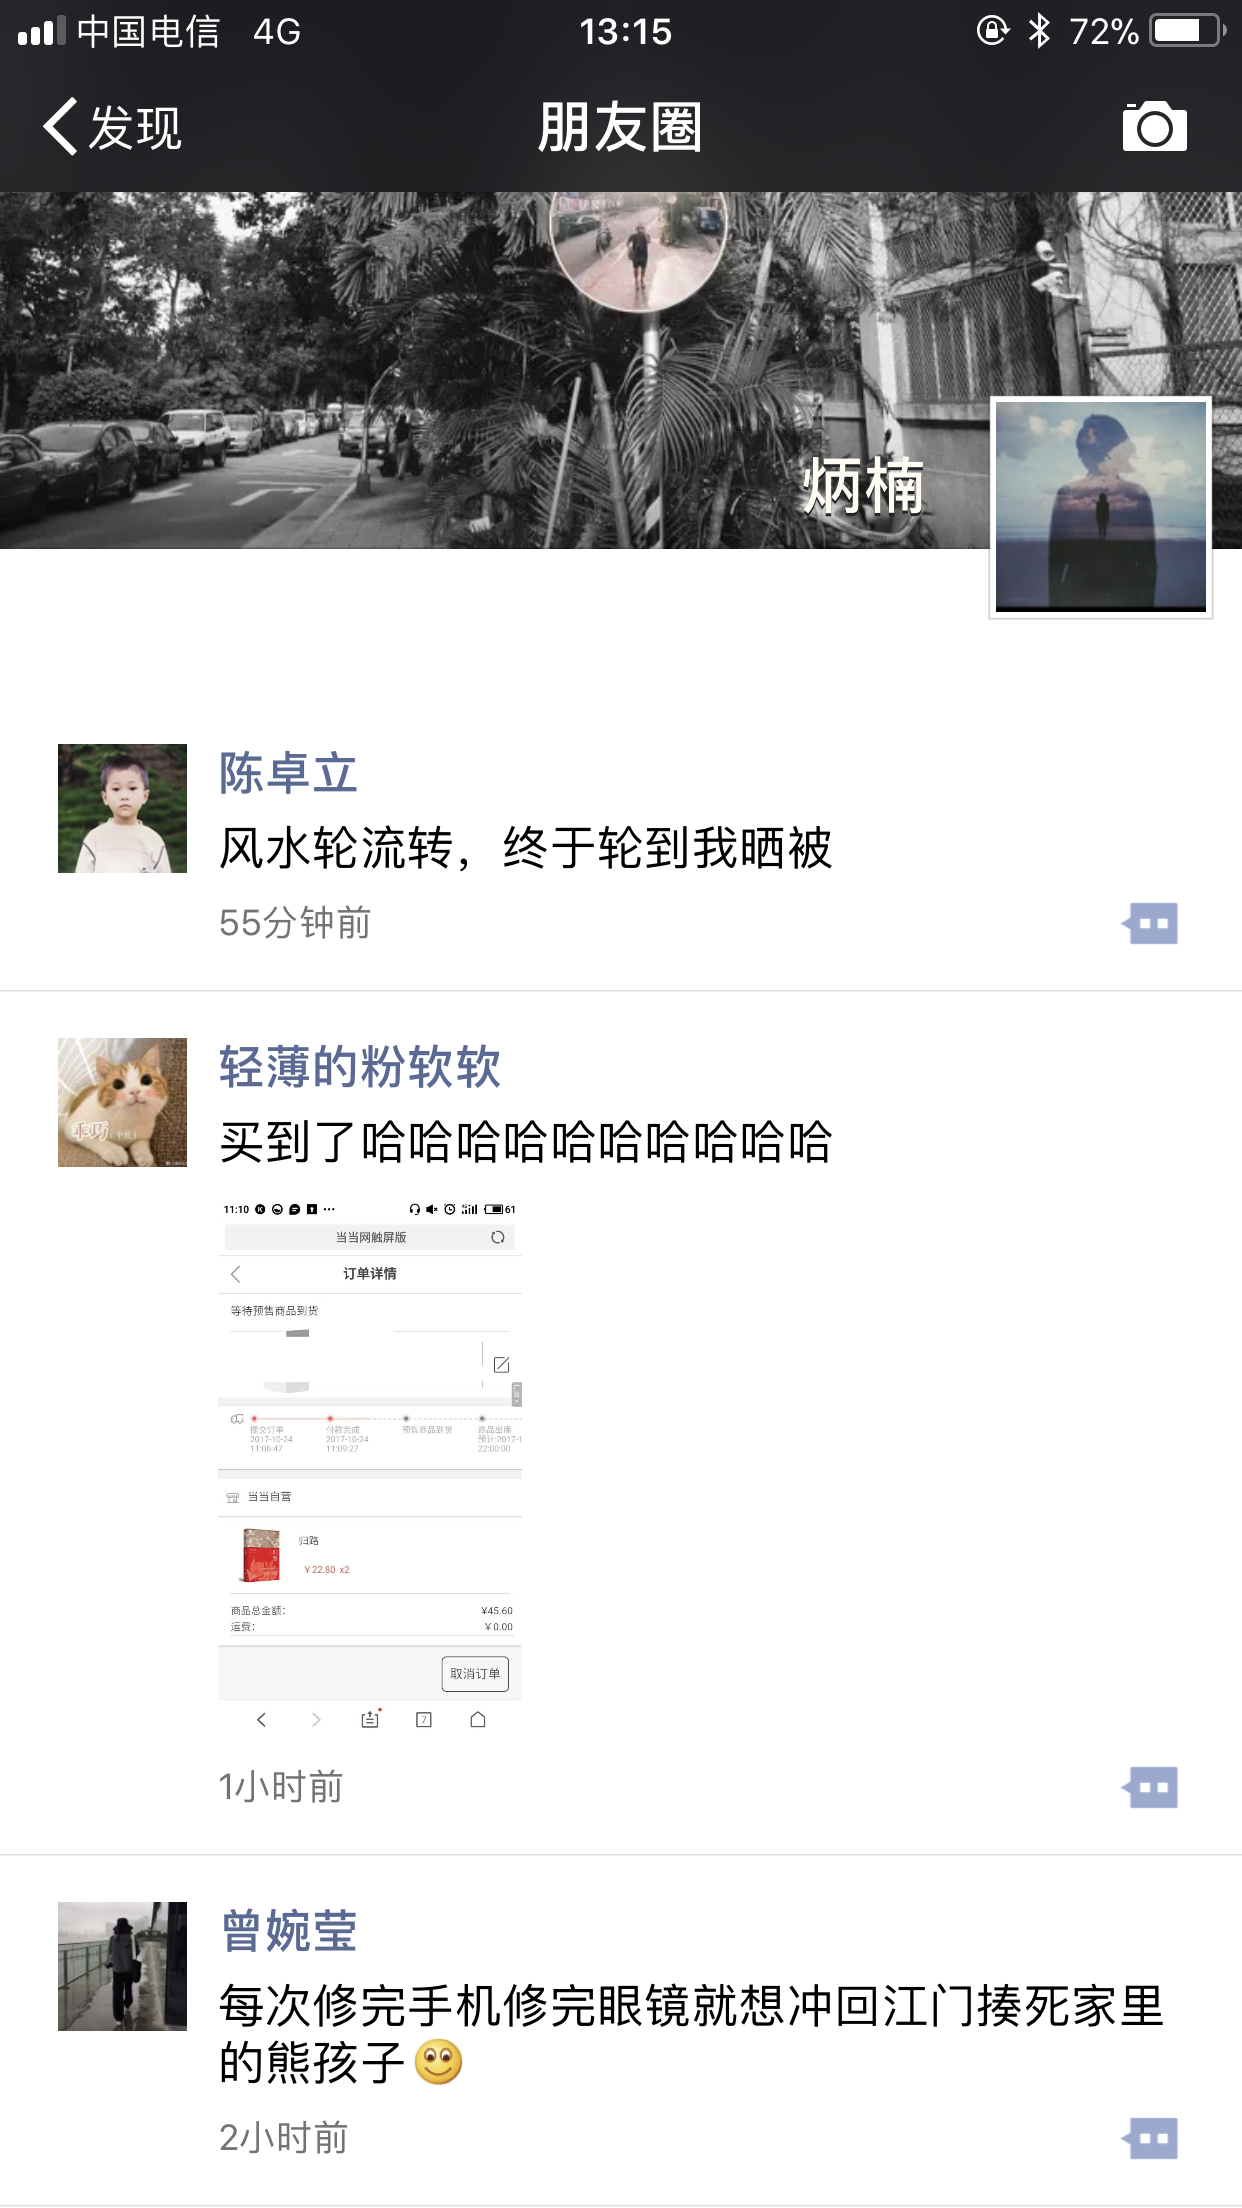 中国电信 4G 13:15 72%
发现 朋友圈
炳楠
陈卓立
风水轮流转，终于轮到我晒被
55分钟前
轻薄的粉软软
买到了哈哈哈哈哈哈哈哈哈哈
11:10 61
当当网触屏版
订单详情
等待预售商品到货
提交订单 付款完成 预售商品到货 商品出库
2017-10-24 2017-10-24 预计:2017-1
11:06:47 11:09:27 22:00:00
当当自营
归路
￥22.80 x2
商品总金额： ¥45.60
运费： ￥0.00
取消订单
7
1小时前
曾婉莹
每次修完手机修完眼镜就想冲回江门揍死家里
的熊孩子
2小时前